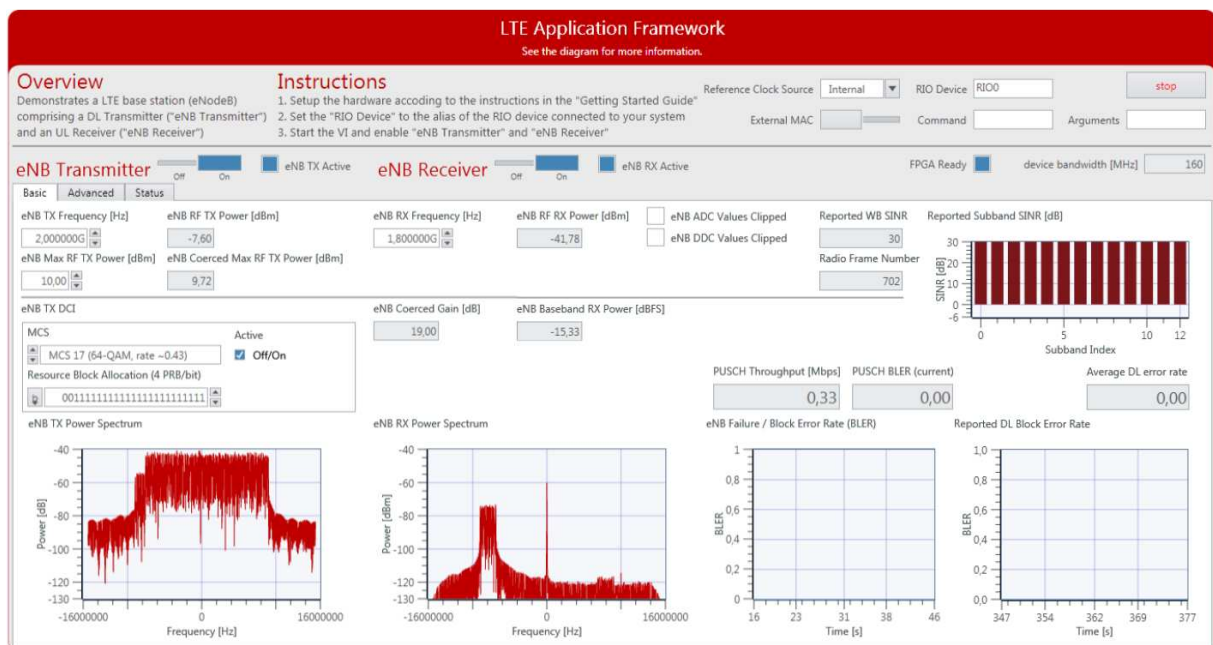 LTE Application Framework
See the diagram for more information.
Overview
Demonstrates a LTE base station (eNodeB)
comprising a DL Transmitter ("eNB Transmitter")
and an UL Receiver ("eNB Receiver")
Instructions
1. Setup the hardware accoding to the instructions in the "Getting Started Guide"
2. Set the "RIO Device" to the alias of the RIO device connected to your system
3. Start the VI and enable "eNB Transmitter" and "eNB Receiver"
Reference Clock Source Internal RIO Device RIO0 stop
External MAC Command Arguments
eNB Transmitter Off On eNB TX Active eNB Receiver Off On eNB RX Active FPGA Ready device bandwidth [MHz] 160
Basic Advanced Status
eNB TX Frequency [Hz] eNB RF TX Power [dBm] eNB RX Frequency [Hz] eNB RF RX Power [dBm] eNB ADC Values Clipped Reported WB SINR Reported Subband SINR [dB]
2,000000G -7,60 1,800000G -41,78 eNB DDC Values Clipped 30
eNB Max RF TX Power [dBm] eNB Coerced Max RF TX Power [dBm] Radio Frame Number
10,00 9,72 702
SINR [dB]
30
20
10
0
-6
0 5 10 12
Subband Index
eNB TX DCI eNB Coerced Gain [dB] eNB Baseband RX Power [dBFS]
19,00 -15,33
MCS Active
MCS 17 (64-QAM, rate ~0.43) Off/On
Resource Block Allocation (4 PRB/bit)
PUSCH Throughput [Mbps] PUSCH BLER (current) Average DL error rate
0,33 0,00 0,00
eNB TX Power Spectrum
Power [dB]
-40
-60
-80
-100
-120
-130
-16000000 0 16000000
Frequency [Hz]
eNB RX Power Spectrum
Power [dBm]
-40
-60
-80
-100
-120
-130
-16000000 0 16000000
Frequency [Hz]
eNB Failure / Block Error Rate (BLER)
BLER
1
0,8
0,6
0,4
0,2
0
16 23 31 38 46
Time [s]
Reported DL Block Error Rate
BLER
1,0
0,8
0,6
0,4
0,2
0,0
347 354 362 369 377
Time [s]